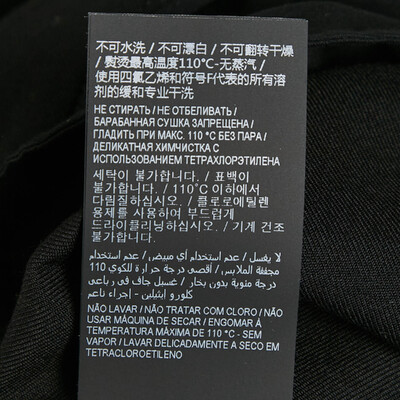 不可水洗 / 不可漂白 / 不可翻转干燥
/ 熨烫最高温度110°C-无蒸汽 /
使用四氯乙烯和符号F代表的所有溶
剂的缓和专业干洗
НЕ СТИРАТЬ / НЕ ОТБЕЛИВАТЬ /
БАРАБАННАЯ СУШКА ЗАПРЕЩЕНА /
ГЛАДИТЬ ПРИ МАКС. 110 °C БЕЗ ПАРА /
ДЕЛИКАТНАЯ ХИМЧИСТКА С
ИСПОЛЬЗОВАНИЕМ ТЕТРАХЛОРЭТИЛЕНА
세탁이 불가합니다. / 표백이
불가합니다. / 110°C 이하에서
다림질하십시오. / 클로로에틸렌
용제를 사용하여 부드럽게
드라이클리닝하십시오. / 기계 건조
불가합니다.
لا يغسل / عدم استخدام أي مبيض / عدم استخدام
مجففة الملابس / أقصى درجة حرارة للكوي 110
درجة مئوية بدون بخار / غسيل جاف في رباعي
كلورو إيثيلين - إجراء ناعم
NÃO LAVAR / NÃO TRATAR COM CLORO / NÃO
USAR MÁQUINA DE SECAR / ENGOMAR À
TEMPERATURA MÁXIMA DE 110 °C - SEM
VAPOR / LAVAR DELICADAMENTE A SECO EM
TETRACLOROETILENO